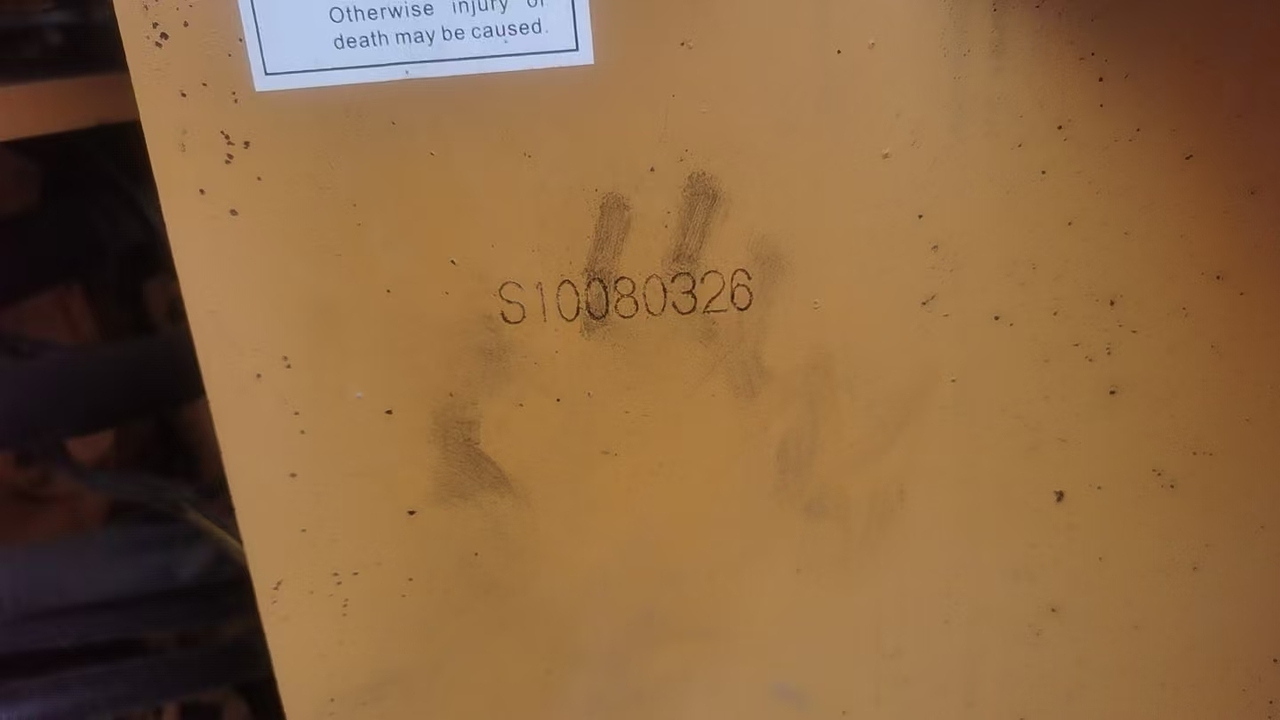 Otherwise injury or
death may be caused.
S10080326